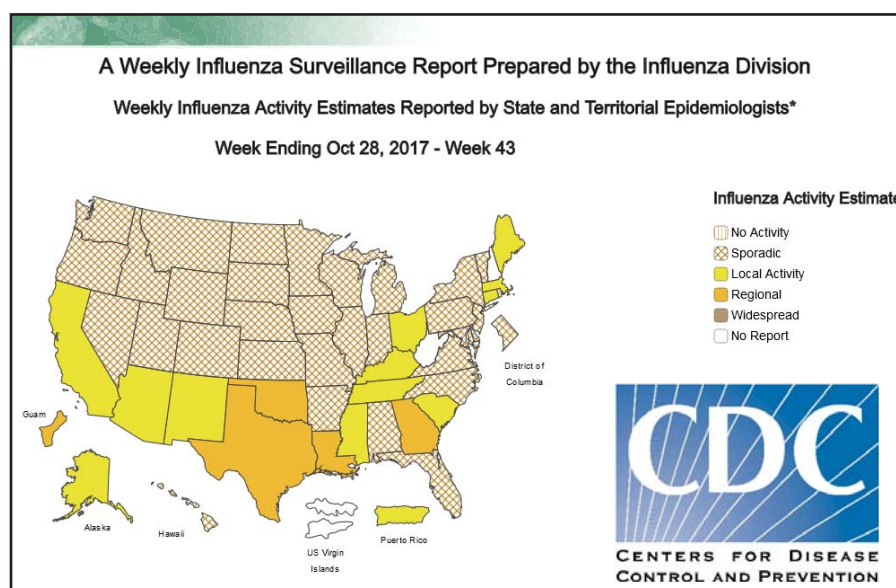 A Weekly Influenza Surveillance Report Prepared by the Influenza Division
Weekly Influenza Activity Estimates Reported by State and Territorial Epidemiologists*
Week Ending Oct 28, 2017 - Week 43
Influenza Activity Estimate
No Activity
Sporadic
Local Activity
Regional
Widespread
No Report
District of
Columbia
Guam
Alaska
Hawaii
US Virgin
Islands
Puerto Rico
CDC
CENTERS FOR DISEASE
CONTROL AND PREVENTION